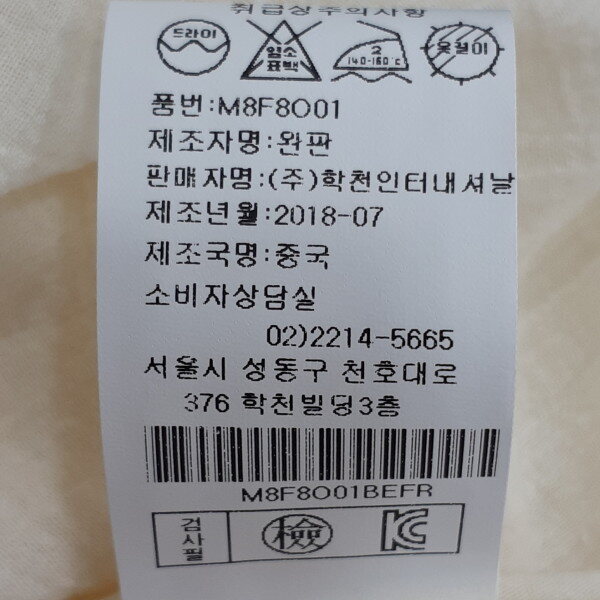 취급상주의사항
드라이 염소 표백 2 140-160℃ 옷걸이
품번:M8F8O01
제조자명:완판
판매자명:(주)학천인터내셔날
제조년월:2018-07
제조국명:중국
소비자상담실
02)2214-5665
서울시 성동구 천호대로
376 학천빌딩3층
M8F8O01BEFR
검사필 檢 KC